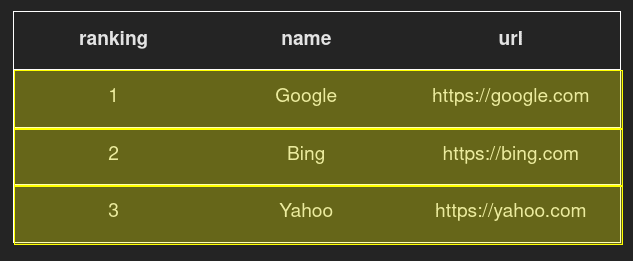 ranking name url
1 Google https://google.com
2 Bing https://bing.com
3 Yahoo https://yahoo.com